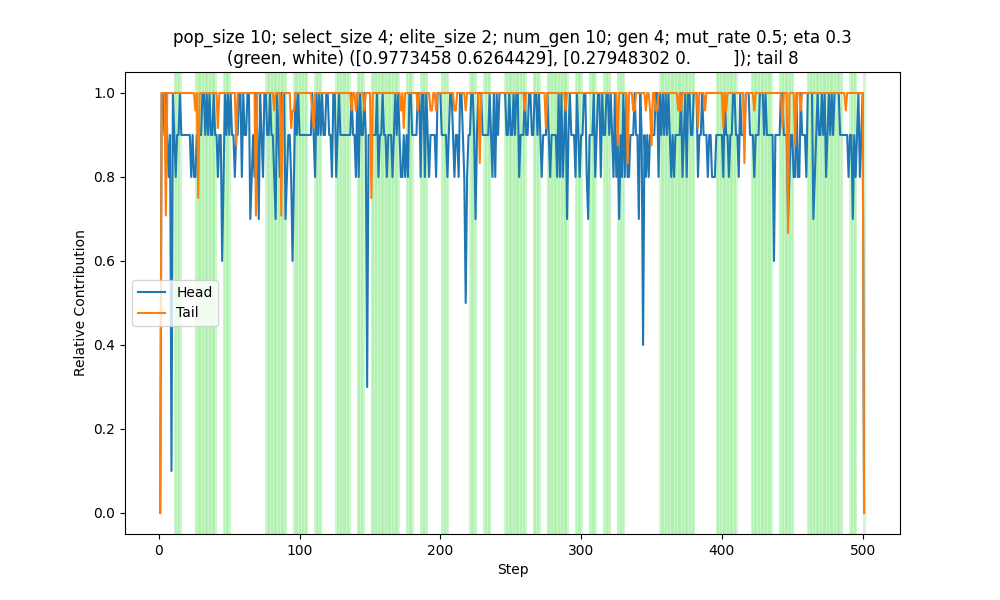 pop_size 10; select_size 4; elite_size 2; num_gen 10; gen 4; mut_rate 0.5; eta 0.3
(green, white) ([0.9773458 0.6264429], [0.27948302 0.        ]); tail 8
1.0
0.8
0.6
0.4
0.2
0.0
Relative Contribution
Head
Tail
0
100
200
300
400
500
Step